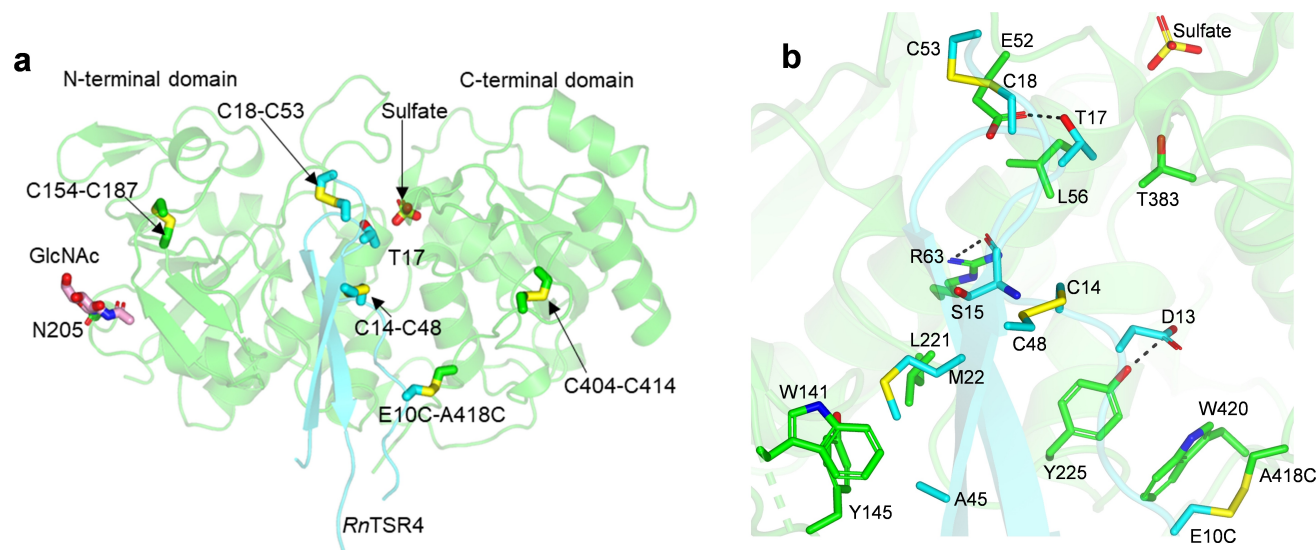 a
N-terminal domain
C-terminal domain
C18-C53
Sulfate
C154-C187
GlcNAc
N205
T17
C14-C48
C404-C414
E10C-A418C
RnTSR4
b
C53
E52
Sulfate
C18
T17
L56
T383
R63
S15
C14
C48
D13
L221
M22
W141
W420
Y225
A418C
A45
Y145
E10C